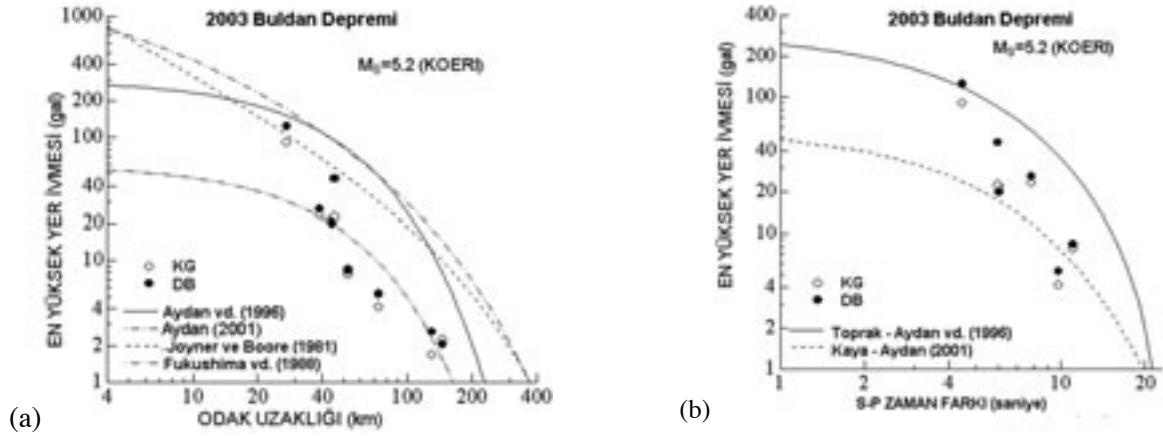 2003 Buldan Depremi
M_S=5.2 (KOERI)
EN YÜKSEK YER İVMESİ (gal)
1000
400
200
100
40
20
10
4
2
1
KG
DB
Aydan vd. (1996)
Aydan (2001)
Joyner ve Boore (1981)
Fukushima vd. (1988)
4
10
20
40
100
200
400
ODAK UZAKLIĞI (km)
(a)
2003 Buldan Depremi
M_S=5.2 (KOERI)
EN YÜKSEK YER İVMESİ (gal)
400
200
100
40
20
10
4
2
1
KG
DB
Toprak - Aydan vd. (1996)
Kaya - Aydan (2001)
1
2
4
10
20
S-P ZAMAN FARKI (saniye)
(b)